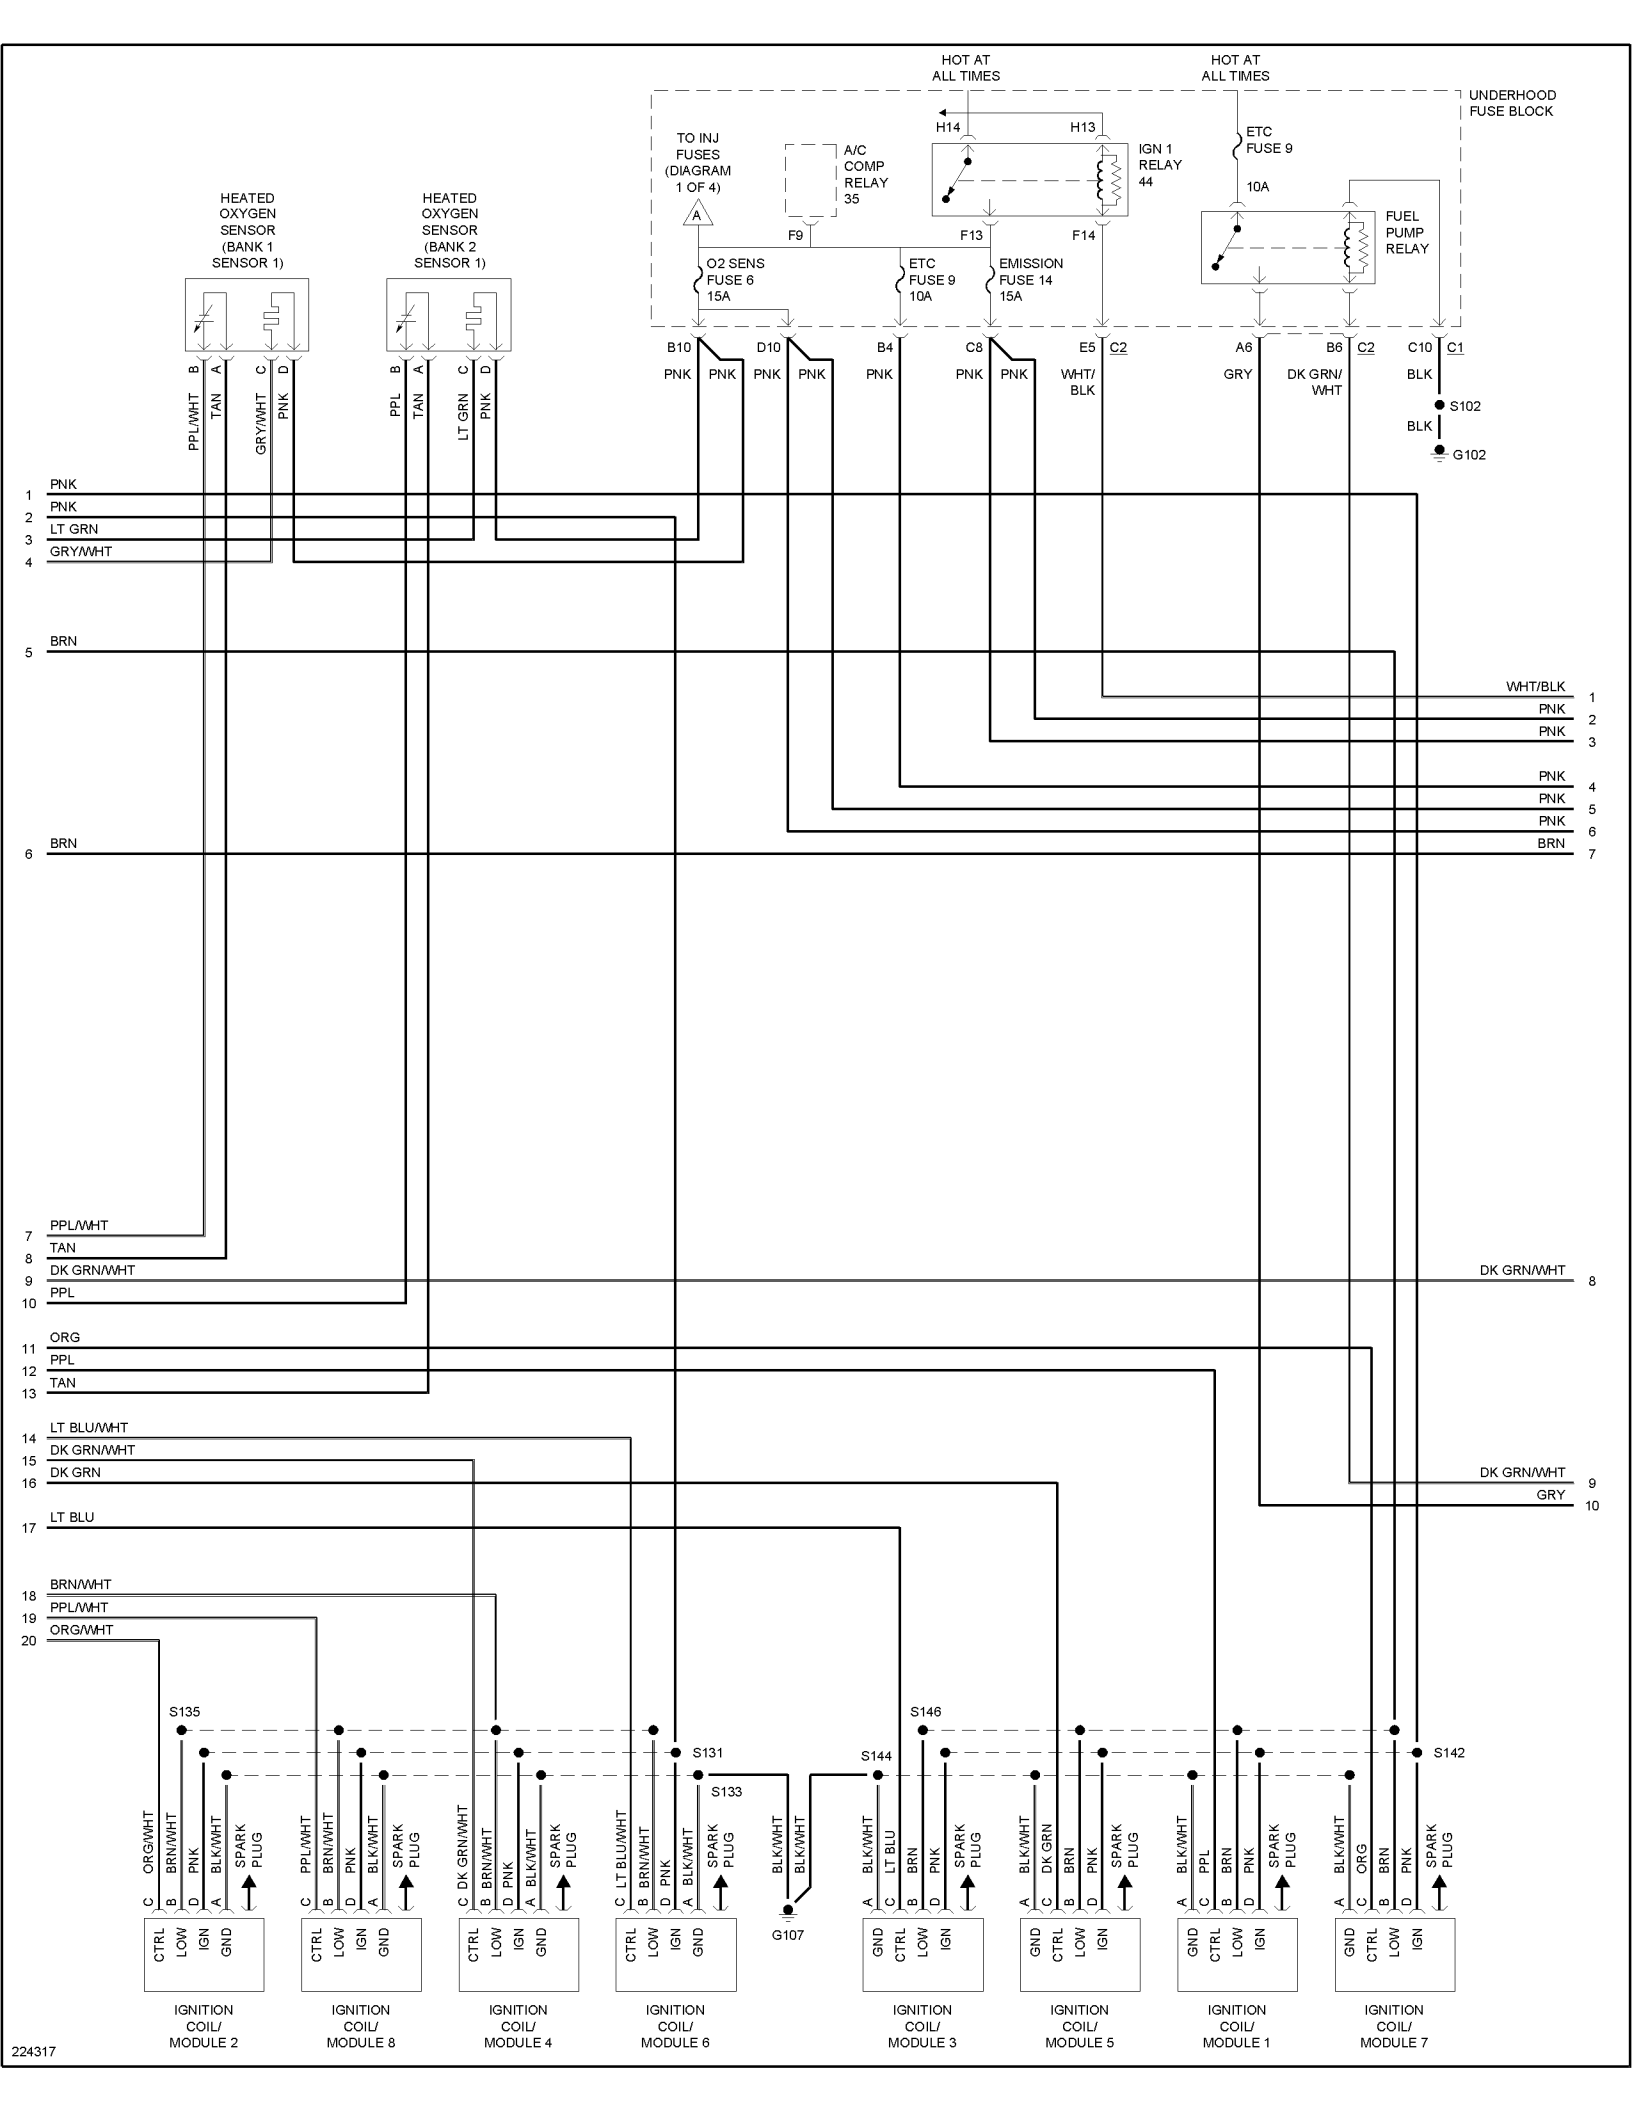 HOT AT
ALL TIMES
HOT AT
ALL TIMES
UNDERHOOD
FUSE BLOCK
TO INJ
FUSES
(DIAGRAM
1 OF 4)
A
A/C
COMP
RELAY
35
H14
H13
IGN 1
RELAY
44
ETC
FUSE 9
10A
FUEL
PUMP
RELAY
F9
F13
F14
O2 SENS
FUSE 6
15A
ETC
FUSE 9
10A
EMISSION
FUSE 14
15A
HEATED
OXYGEN
SENSOR
(BANK 1
SENSOR 1)
HEATED
OXYGEN
SENSOR
(BANK 2
SENSOR 1)
B10
D10
B4
C8
E5
C2
A6
B6
C2
C10
C1
PNK
PNK
PNK
PNK
PNK
PNK
PNK
WHT/
BLK
GRY
DK GRN/
WHT
BLK
S102
BLK
G102
B
A
C
D
PPL/WHT
TAN
GRY/WHT
PNK
B
A
C
D
PPL
TAN
LT GRN
PNK
1 PNK
2 PNK
3 LT GRN
4 GRY/WHT
5 BRN
6 BRN
WHT/BLK 1
PNK 2
PNK 3
PNK 4
PNK 5
PNK 6
BRN 7
7 PPL/WHT
8 TAN
9 DK GRN/WHT
10 PPL
11 ORG
12 PPL
13 TAN
14 LT BLU/WHT
15 DK GRN/WHT
16 DK GRN
17 LT BLU
18 BRN/WHT
19 PPL/WHT
20 ORG/WHT
DK GRN/WHT 8
DK GRN/WHT 9
GRY 10
S135
S131
S133
S146
S144
S142
C ORG/WHT
B BRN/WHT
D PNK
A BLK/WHT
SPARK
PLUG
C PPL/WHT
B BRN/WHT
D PNK
A BLK/WHT
SPARK
PLUG
C DK GRN/WHT
B BRN/WHT
D PNK
A BLK/WHT
SPARK
PLUG
C LT BLU/WHT
B BRN/WHT
D PNK
A BLK/WHT
SPARK
PLUG
BLK/WHT
BLK/WHT
G107
A BLK/WHT
C LT BLU
B BRN
D PNK
SPARK
PLUG
A BLK/WHT
C DK GRN
B BRN
D PNK
SPARK
PLUG
A BLK/WHT
C PPL
B BRN
D PNK
SPARK
PLUG
A BLK/WHT
C ORG
B BRN
D PNK
SPARK
PLUG
CTRL
LOW
IGN
GND
CTRL
LOW
IGN
GND
CTRL
LOW
IGN
GND
CTRL
LOW
IGN
GND
GND
CTRL
LOW
IGN
GND
CTRL
LOW
IGN
GND
CTRL
LOW
IGN
GND
CTRL
LOW
IGN
IGNITION
COIL/
MODULE 2
IGNITION
COIL/
MODULE 8
IGNITION
COIL/
MODULE 4
IGNITION
COIL/
MODULE 6
IGNITION
COIL/
MODULE 3
IGNITION
COIL/
MODULE 5
IGNITION
COIL/
MODULE 1
IGNITION
COIL/
MODULE 7
224317